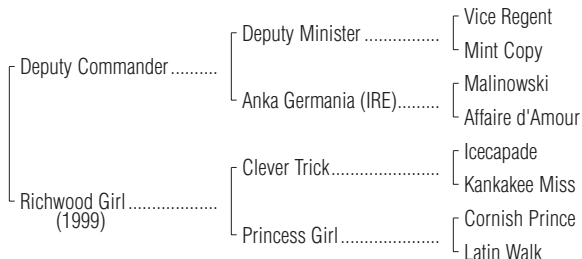 Vice Regent
Deputy Minister ................
Mint Copy
Deputy Commander..........
Malinowski
Anka Germania (IRE).........
Affaire d'Amour
Icecapade
Clever Trick.......................
Kankakee Miss
Richwood Girl ...................
(1999)
Cornish Prince
Princess Girl .....................
Latin Walk